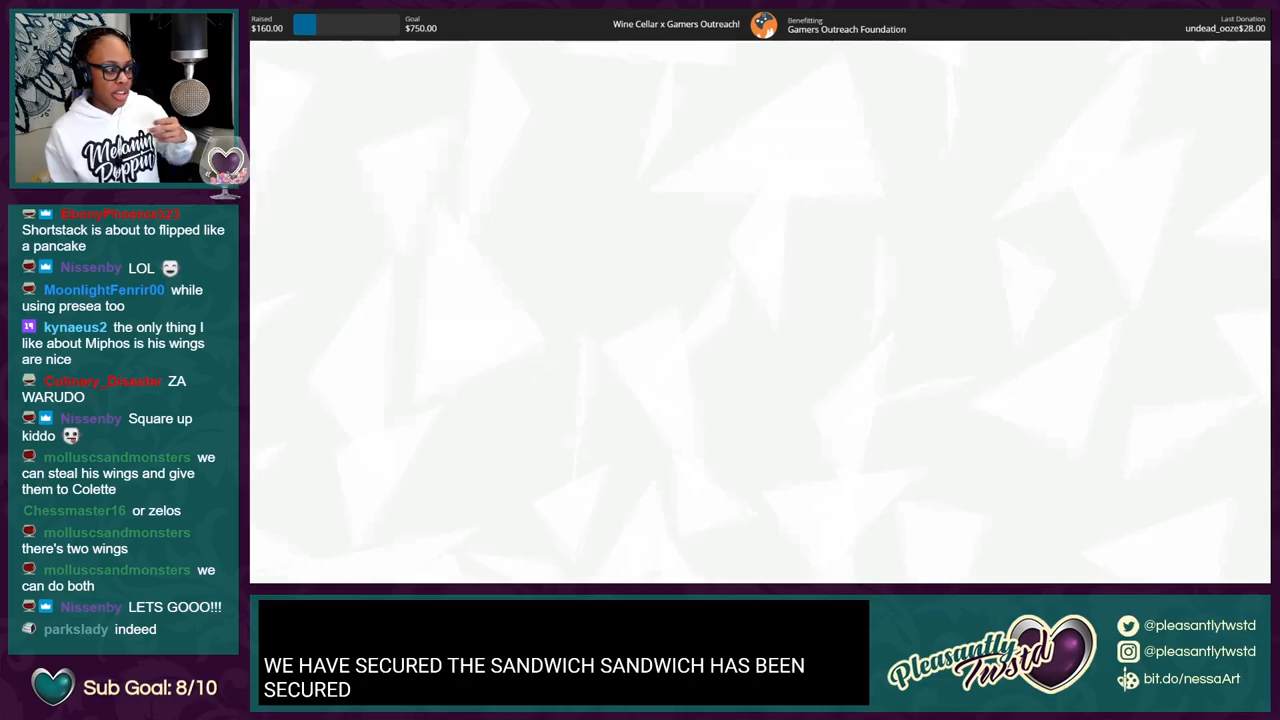 Raised
$160.00
Goal
$750.00
Wine Cellar x Gamers Outreach!
Benefitting
Gamers Outreach Foundation
Last Donation
undead_ooze$28.00
Melanin
Poppin
EbonyPhoenix523
Shortstack is about to flipped like
a pancake
Nissenby LOL
MoonlightFenrir00 while
using presea too
kynaeus2 the only thing I
like about Miphos is his wings
are nice
Culinary_Disaster ZA
WARUDO
Nissenby Square up
kiddo
molluscsandmonsters we
can steal his wings and give
them to Colette
Chessmaster16 or zelos
molluscsandmonsters
there's two wings
molluscsandmonsters we
can do both
Nissenby LETS GOOO!!!
parkslady indeed
Sub Goal: 8/10
WE HAVE SECURED THE SANDWICH SANDWICH HAS BEEN
SECURED
Pleasantly
Twstd
@pleasantlytwstd
@pleasantlytwstd
bit.do/nessaArt